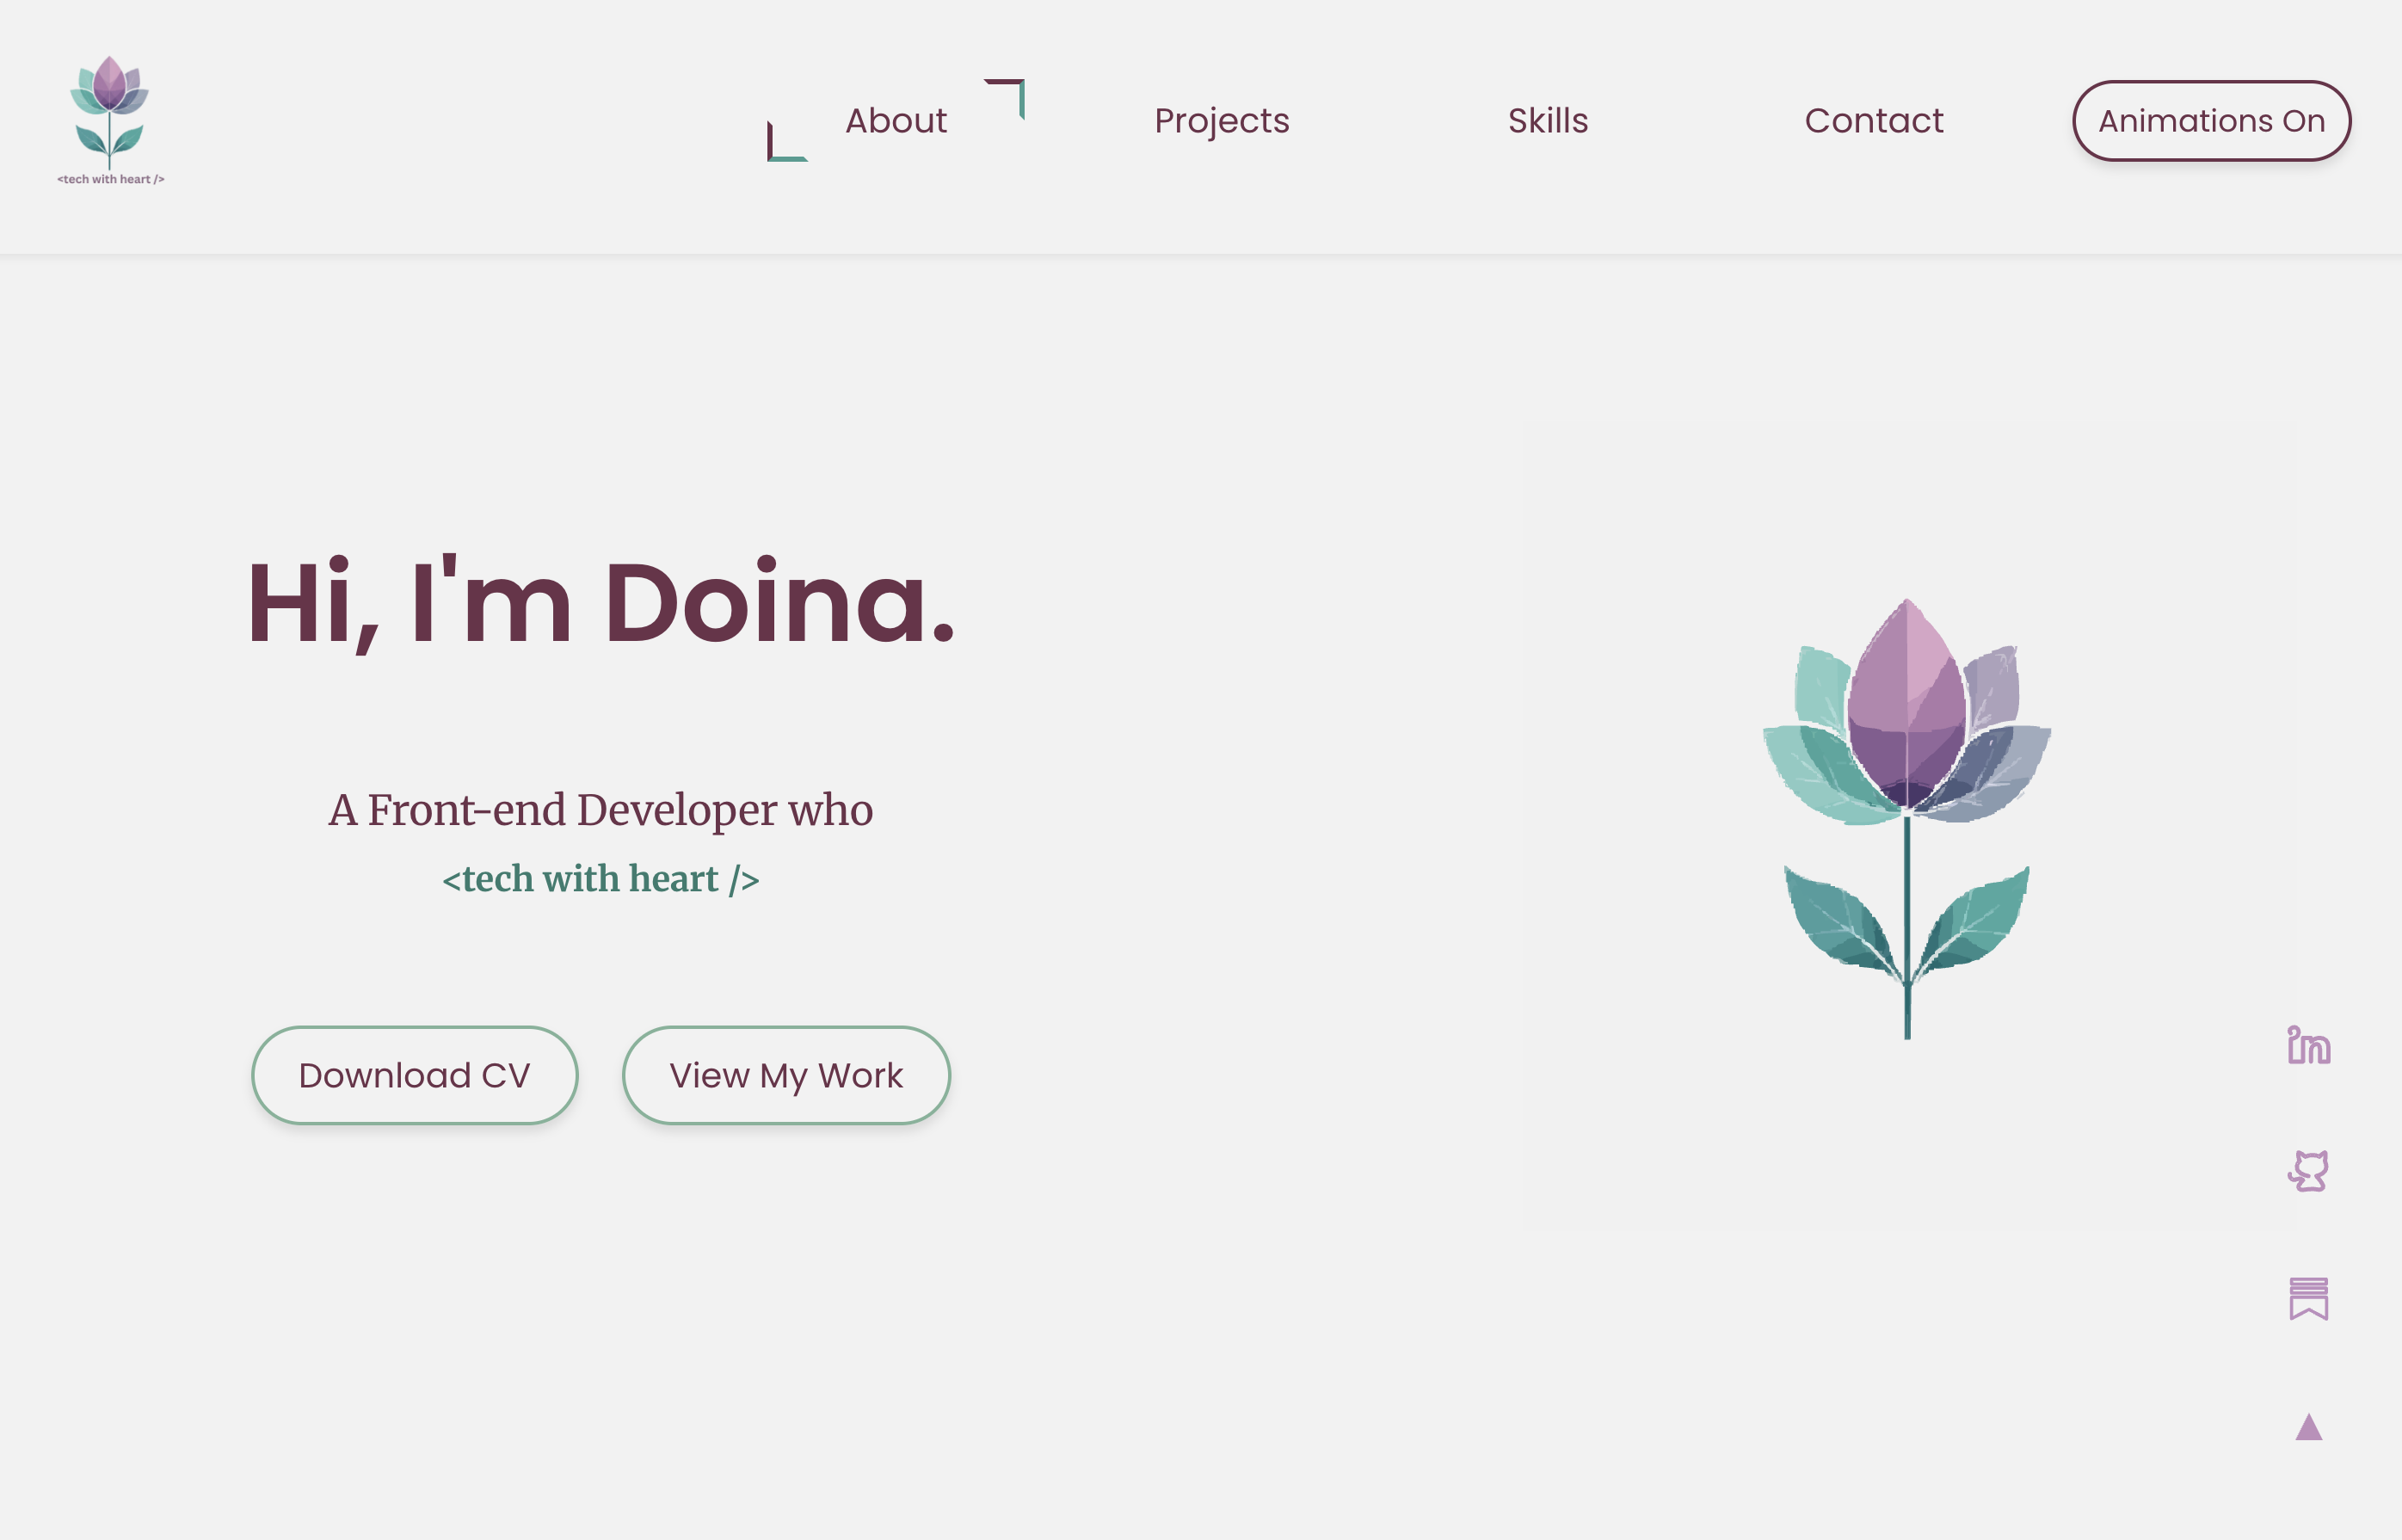 <tech with heart />
About
Projects
Skills
Contact
Animations On
Hi, I'm Doina.
A Front-end Developer who
<tech with heart />
Download CV
View My Work
in